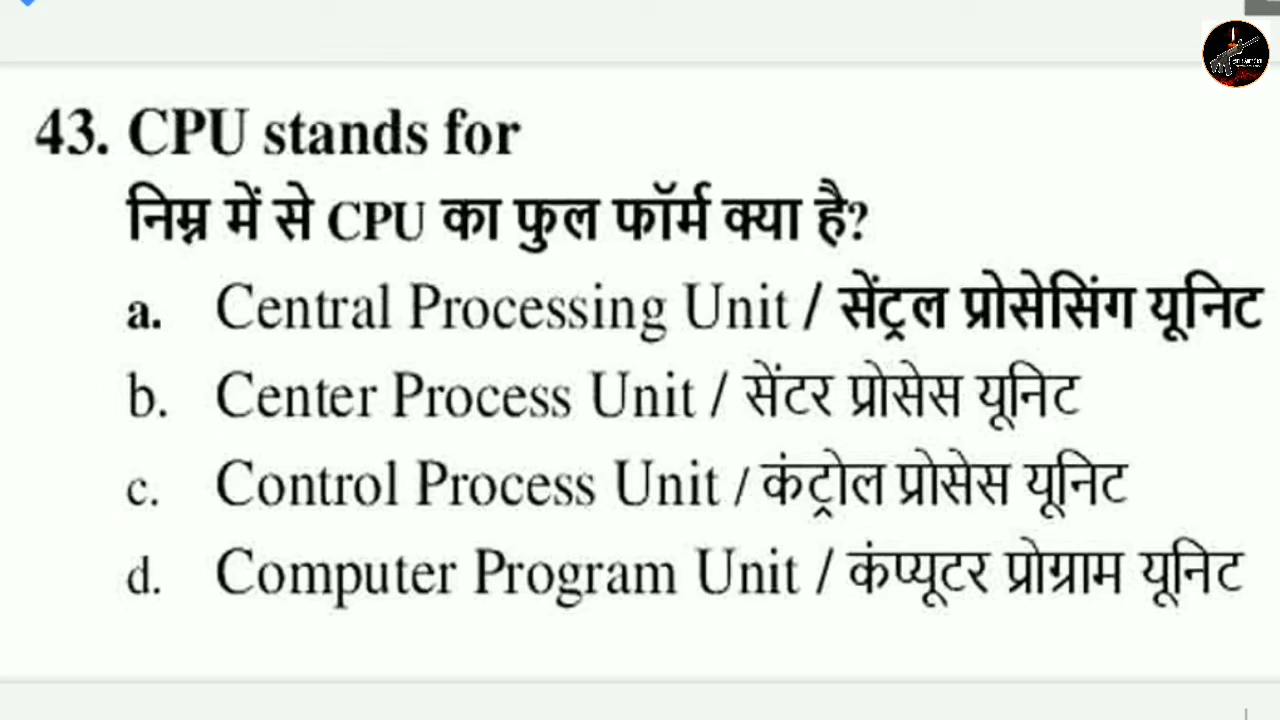 43. CPU stands for
निम्न में से CPU का फुल फॉर्म क्या है?
a. Central Processing Unit / सेंट्रल प्रोसेसिंग यूनिट
b. Center Process Unit / सेंटर प्रोसेस यूनिट
c. Control Process Unit / कंट्रोल प्रोसेस यूनिट
d. Computer Program Unit / कंप्यूटर प्रोग्राम यूनिट